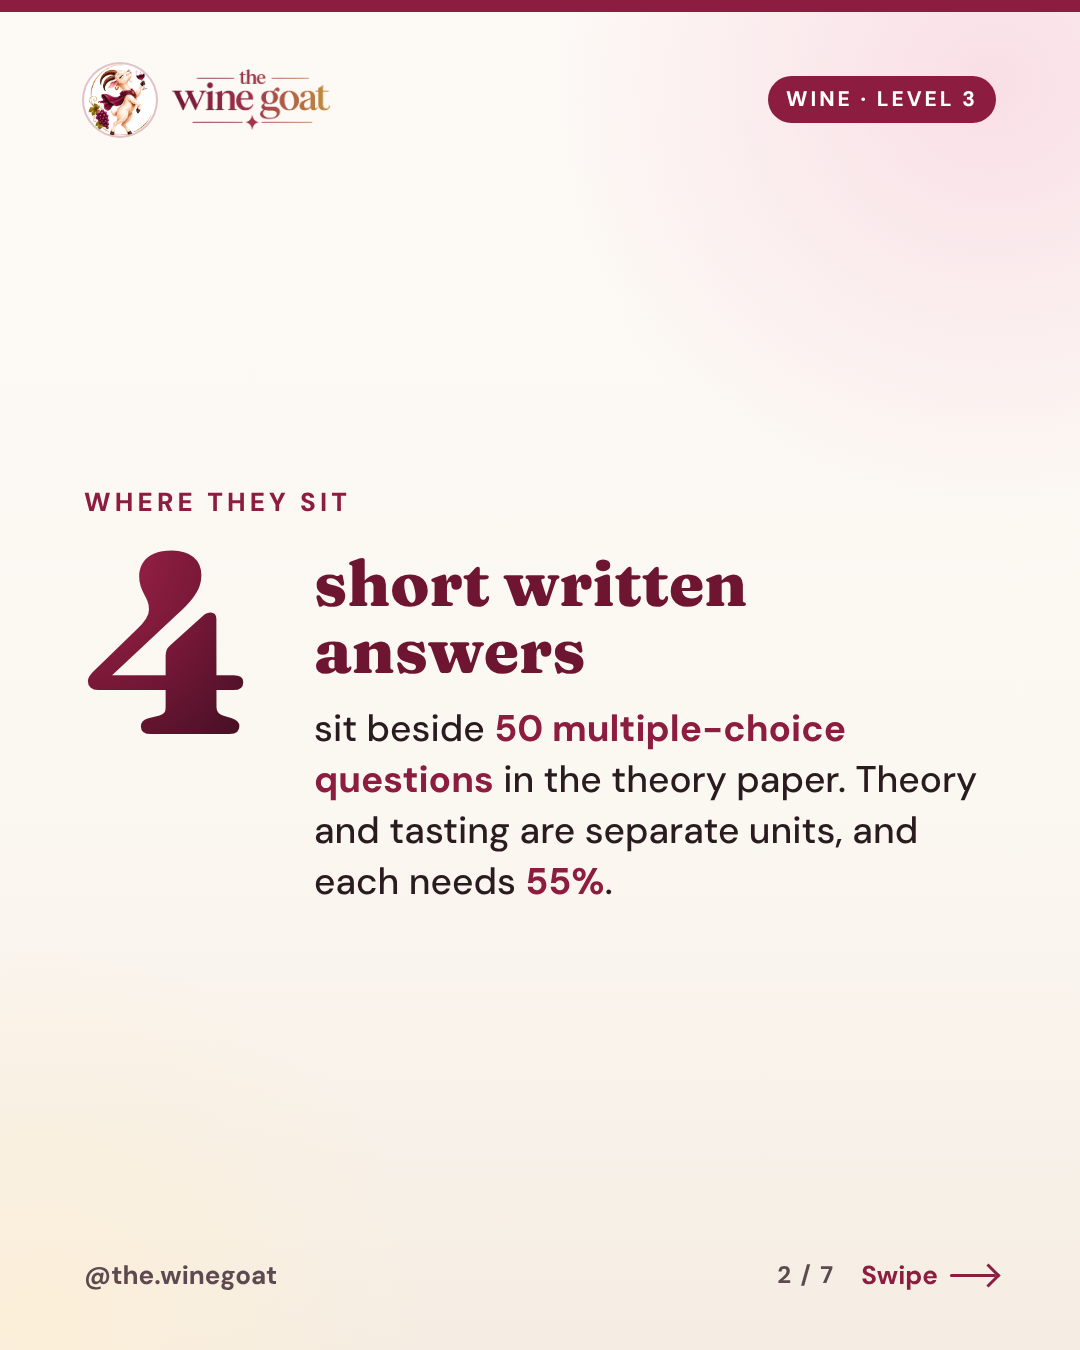 the
wine goat
WINE · LEVEL 3
WHERE THEY SIT
4
short written
answers
sit beside 50 multiple-choice
questions in the theory paper. Theory
and tasting are separate units, and
each needs 55%.
@the.winegoat
2 / 7
Swipe